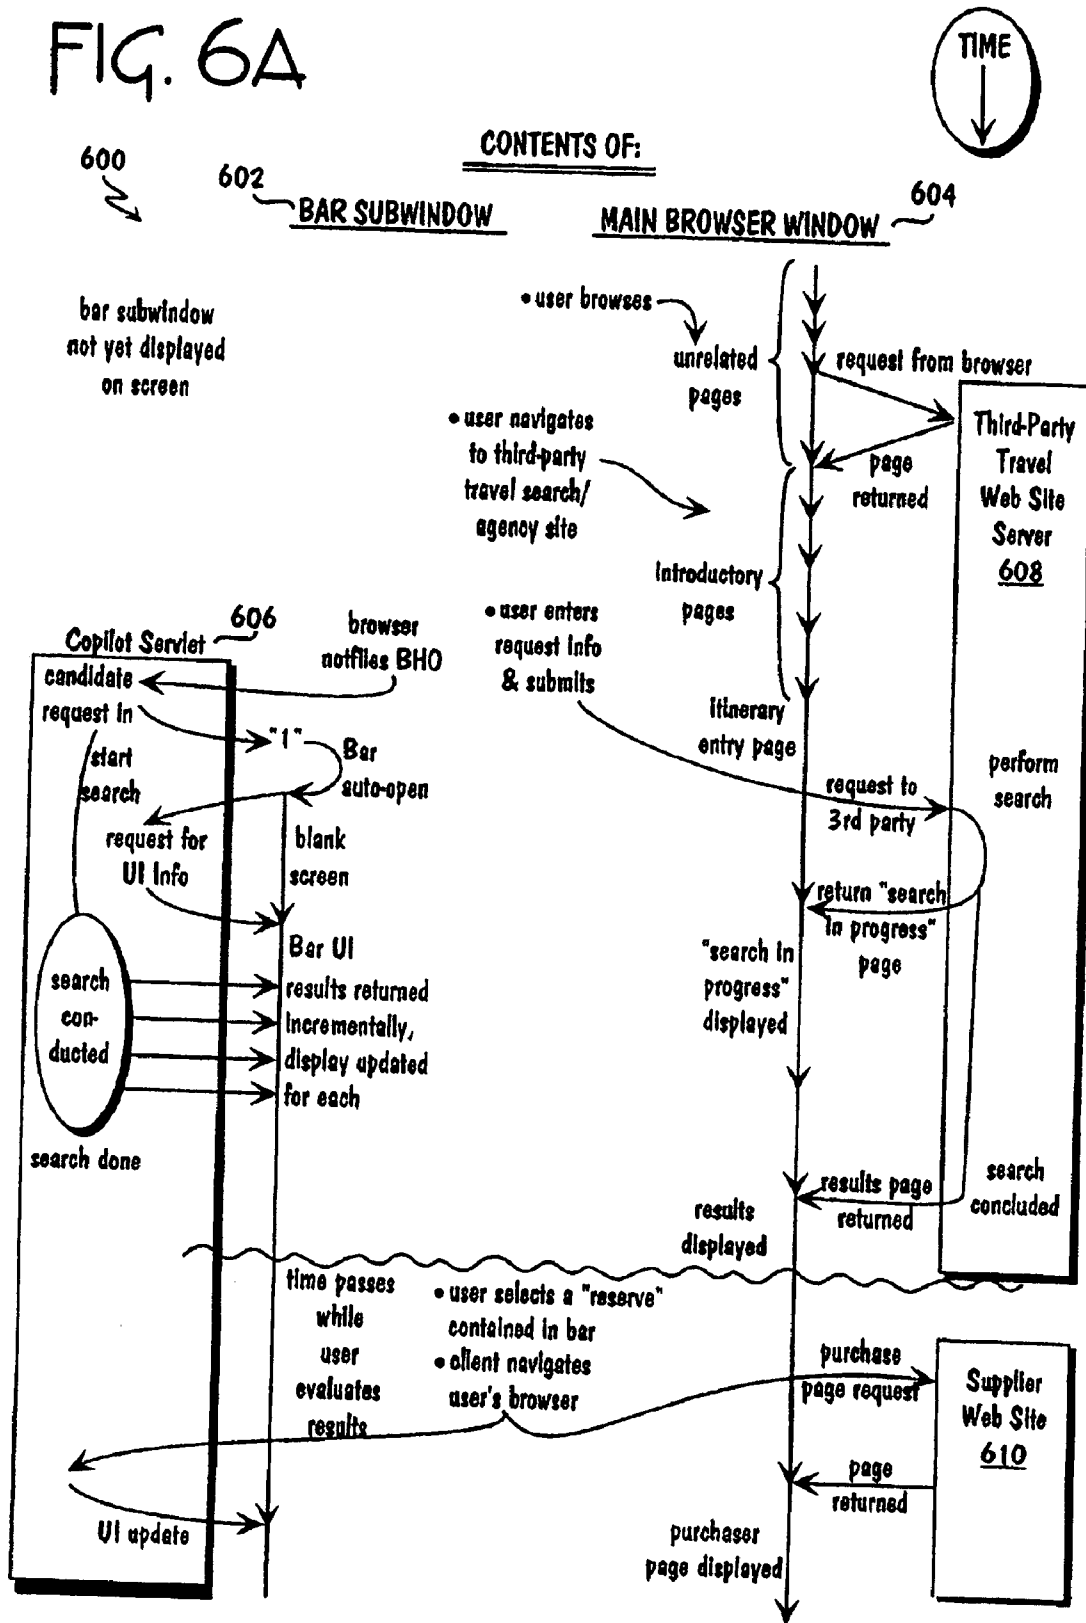 FIG. 6A
TIME
CONTENTS OF:
600
602
BAR SUBWINDOW
MAIN BROWSER WINDOW
604
bar subwindow
not yet displayed
on screen
• user browses
unrelated
pages
request from browser
• user navigates
to third-party
travel search/
agency site
page
returned
Third-Party
Travel
Web Site
Server
608
Introductory
pages
• user enters
request info
& submits
Copilot Servlet
606
browser
notfiies BHO
candidate
request in
itinerary
entry page
"1"
Bar
auto-open
start
search
perform
search
request to
3rd party
request for
UI Info
blank
screen
return "search
in progress"
page
Bar UI
"search in
progress"
displayed
search
con-
ducted
results returned
incrementally,
display updated
for each
search done
results page
returned
search
concluded
results
displayed
time passes
while
user
evaluates
results
• user selects a "reserve"
contained in bar
• client navigates
user's browser
purchase
page request
Supplier
Web Site
610
page
returned
UI update
purchaser
page displayed